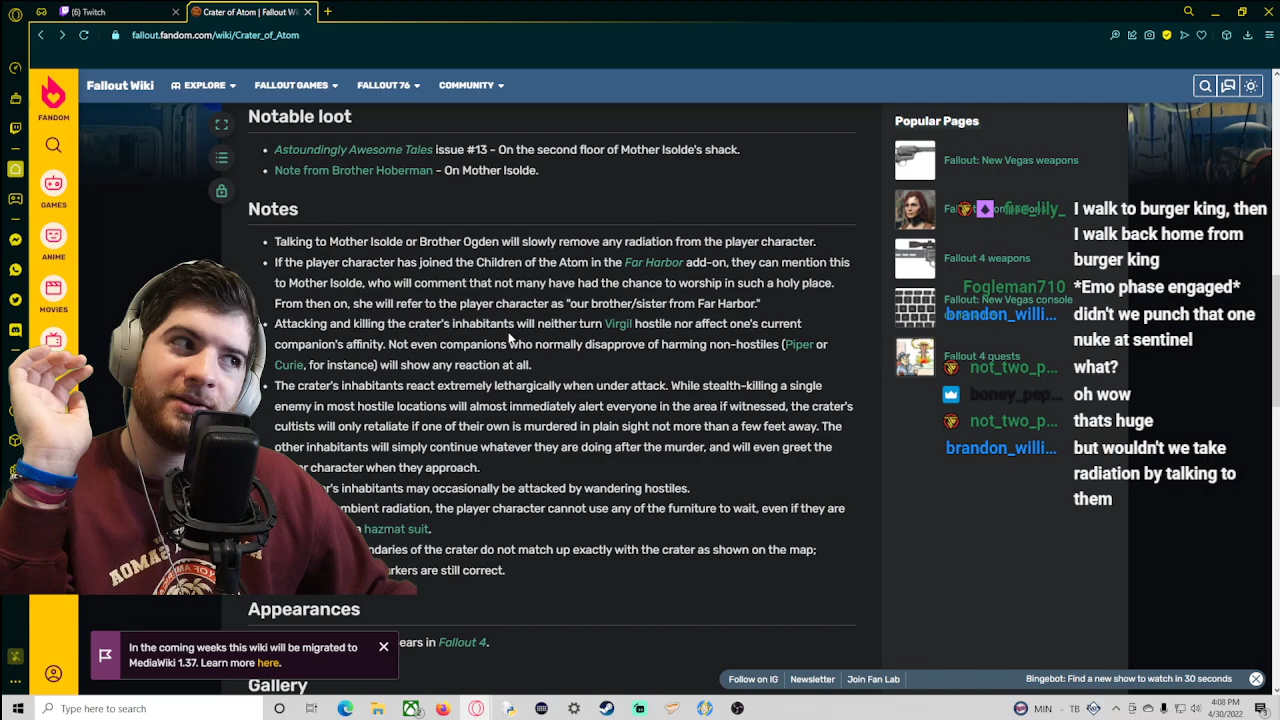 (6) Twitch
Crater of Atom | Fallout Wi
fallout.fandom.com/wiki/Crater_of_Atom
FANDOM
GAMES
ANIME
MOVIES
Fallout Wiki
EXPLORE
FALLOUT GAMES
FALLOUT 76
COMMUNITY
Notable loot
Astoundingly Awesome Tales issue #13 - On the second floor of Mother Isolde's shack.
Note from Brother Hoberman - On Mother Isolde.
Notes
Talking to Mother Isolde or Brother Ogden will slowly remove any radiation from the player character.
If the player character has joined the Children of the Atom in the Far Harbor add-on, they can mention this
to Mother Isolde, who will comment that not many have had the chance to worship in such a holy place.
From then on, she will refer to the player character as "our brother/sister from Far Harbor."
Attacking and killing the crater's inhabitants will neither turn Virgil hostile nor affect one's current
companion's affinity. Not even companions who normally disapprove of harming non-hostiles (Piper or
Curie, for instance) will show any reaction at all.
The crater's inhabitants react extremely lethargically when under attack. While stealth-killing a single
enemy in most hostile locations will almost immediately alert everyone in the area if witnessed, the crater's
cultists will only retaliate if one of their own is murdered in plain sight not more than a few feet away. The
other inhabitants will simply continue whatever they are doing after the murder, and will even greet the
er character when they approach.
er's inhabitants may occasionally be attacked by wandering hostiles.
mbient radiation, the player character cannot use any of the furniture to wait, even if they are
hazmat suit.
ndaries of the crater do not match up exactly with the crater as shown on the map;
rkers are still correct.
Appearances
ears in Fallout 4.
Gallery
In the coming weeks this wiki will be migrated to
MediaWiki 1.37. Learn more here.
Popular Pages
Fallout: New Vegas weapons
Fallout 4 weapons
Fallout: New Vegas console
Fallout 4 quests
fire_lily_
I walk to burger king, then
I walk back home from
burger king
Fogleman710
*Emo phase engaged*
brandon_willi...
didn't we punch that one
nuke at sentinel
not_two_p...
what?
boney_pep...
oh wow
not_two_p...
thats huge
brandon_willi...
but wouldn't we take
radiation by talking to
them
Follow on IG
Newsletter
Join Fan Lab
Bingebot: Find a new show to watch in 30 seconds
Type here to search
MIN
TB
4:08 PM
4/30/2022